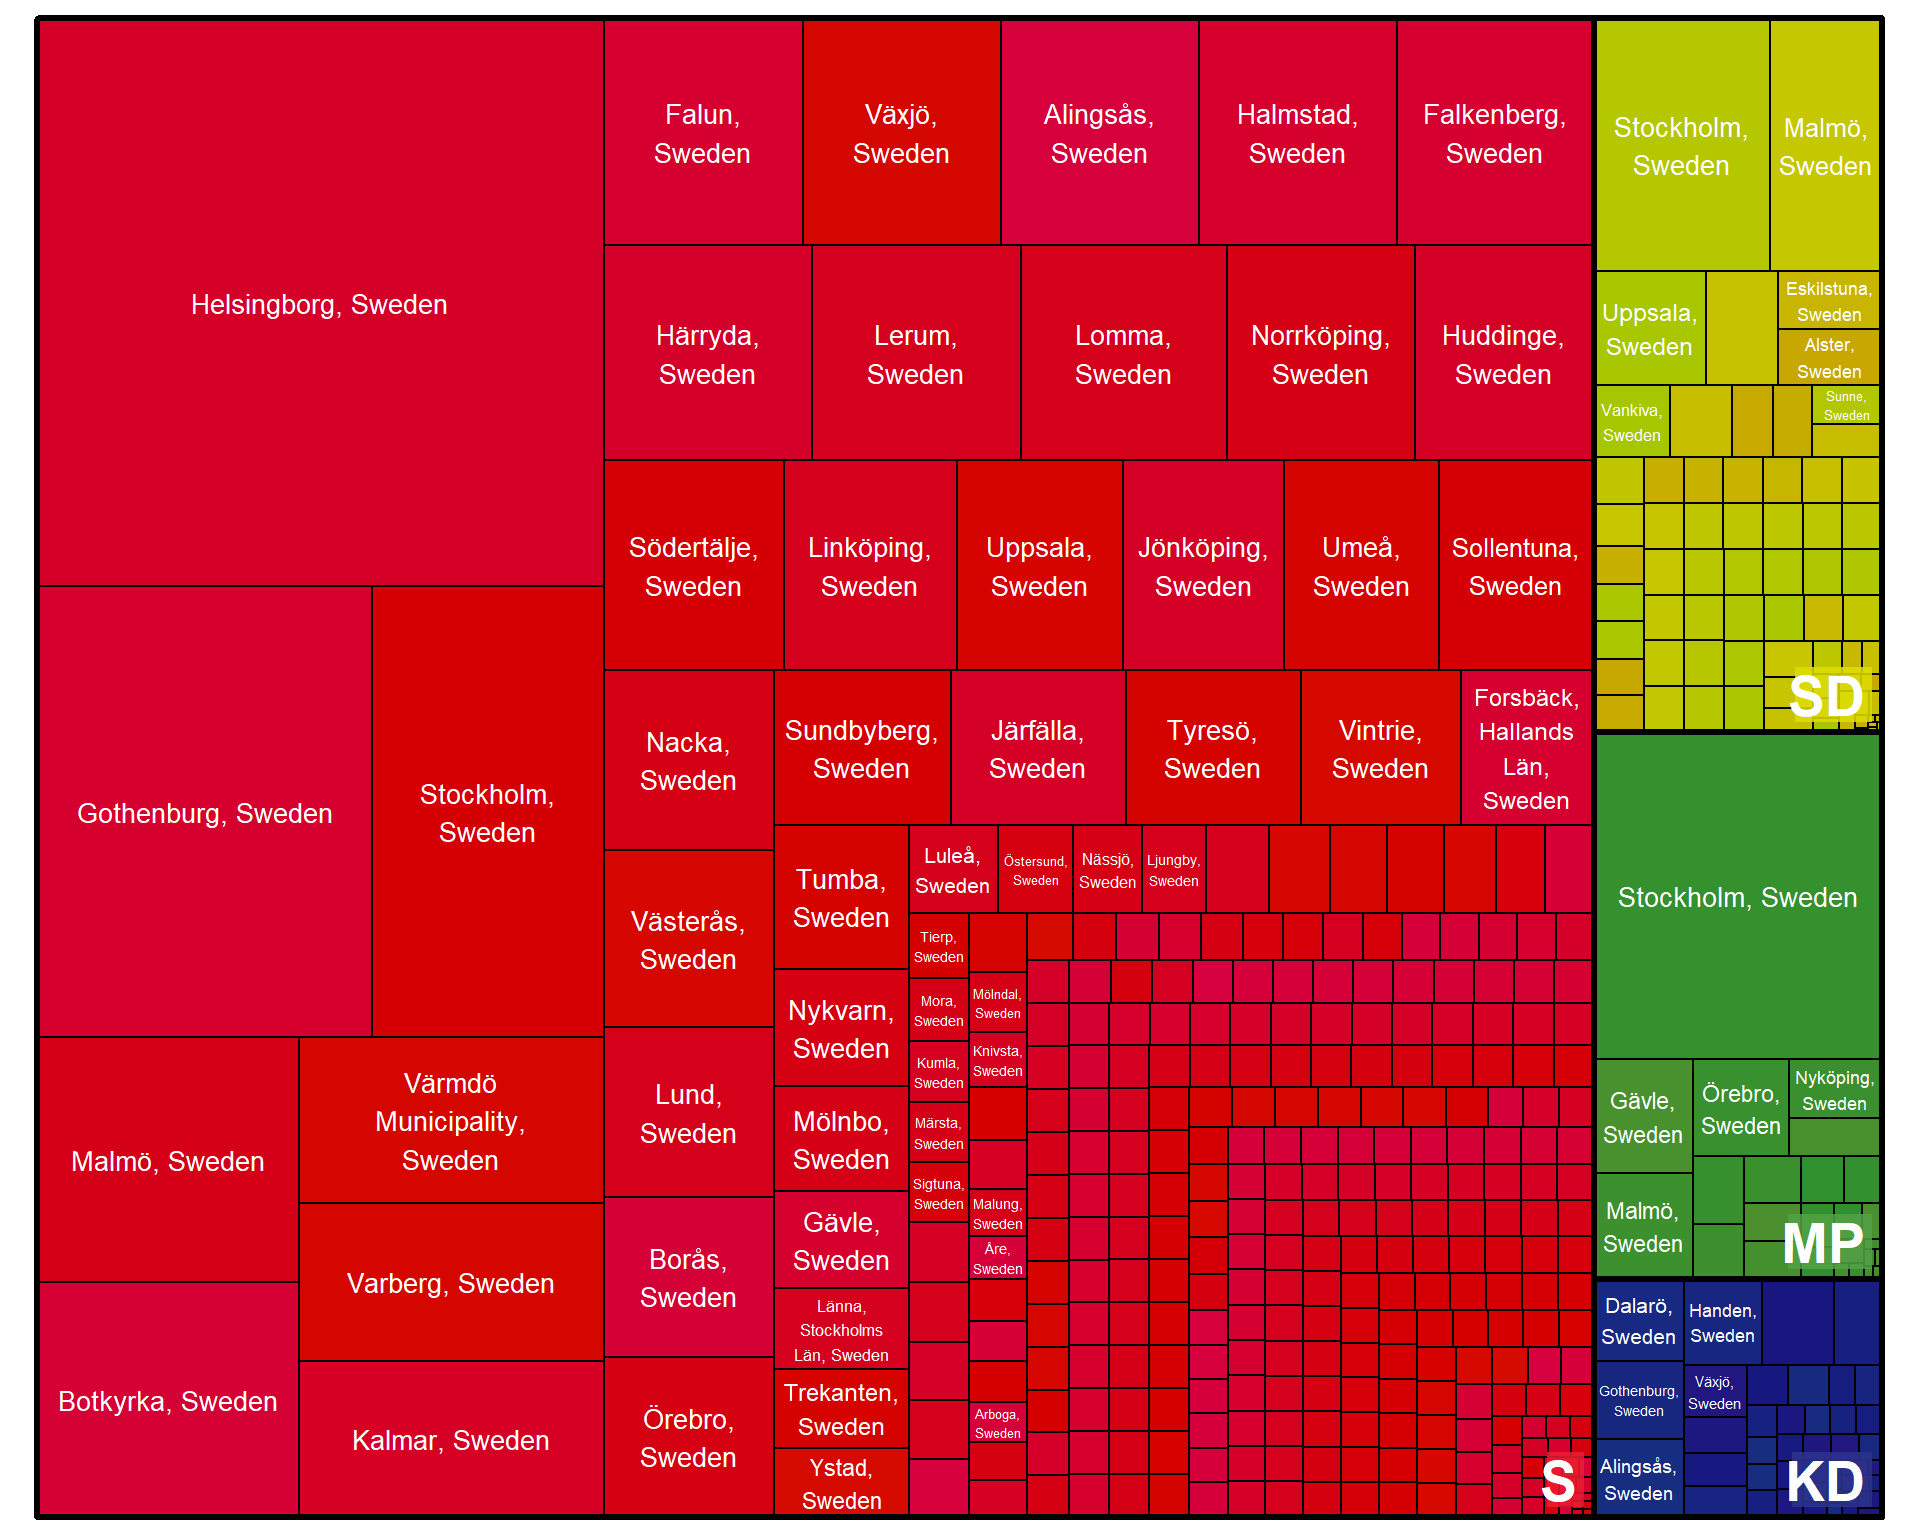 Helsingborg, Sweden
Gothenburg, Sweden
Stockholm,
Sweden
Malmö, Sweden
Värmdö
Municipality,
Sweden
Varberg, Sweden
Botkyrka, Sweden
Kalmar, Sweden
Falun,
Sweden
Växjö,
Sweden
Alingsås,
Sweden
Halmstad,
Sweden
Falkenberg,
Sweden
Härryda,
Sweden
Lerum,
Sweden
Lomma,
Sweden
Norrköping,
Sweden
Huddinge,
Sweden
Södertälje,
Sweden
Linköping,
Sweden
Uppsala,
Sweden
Jönköping,
Sweden
Umeå,
Sweden
Sollentuna,
Sweden
Nacka,
Sweden
Västerås,
Sweden
Lund,
Sweden
Borås,
Sweden
Örebro,
Sweden
Sundbyberg,
Sweden
Järfälla,
Sweden
Tyresö,
Sweden
Vintrie,
Sweden
Forsbäck,
Hallands
Län,
Sweden
Tumba,
Sweden
Nykvarn,
Sweden
Mölnbo,
Sweden
Gävle,
Sweden
Länna,
Stockholms
Län, Sweden
Trekanten,
Sweden
Ystad,
Sweden
Luleå,
Sweden
Östersund,
Sweden
Nässjö,
Sweden
Ljungby,
Sweden
Tierp,
Sweden
Mora,
Sweden
Kumla,
Sweden
Märsta,
Sweden
Sigtuna,
Sweden
Mölndal,
Sweden
Knivsta,
Sweden
Malung,
Sweden
Åre,
Sweden
Arboga,
Sweden
S
Stockholm,
Sweden
Malmö,
Sweden
Uppsala,
Sweden
Eskilstuna,
Sweden
Alster,
Sweden
Vankiva,
Sweden
Sunne,
Sweden
SD
Stockholm, Sweden
Gävle,
Sweden
Örebro,
Sweden
Nyköping,
Sweden
Malmö,
Sweden
MP
Dalarö,
Sweden
Handen,
Sweden
Gothenburg,
Sweden
Växjö,
Sweden
Alingsås,
Sweden
KD